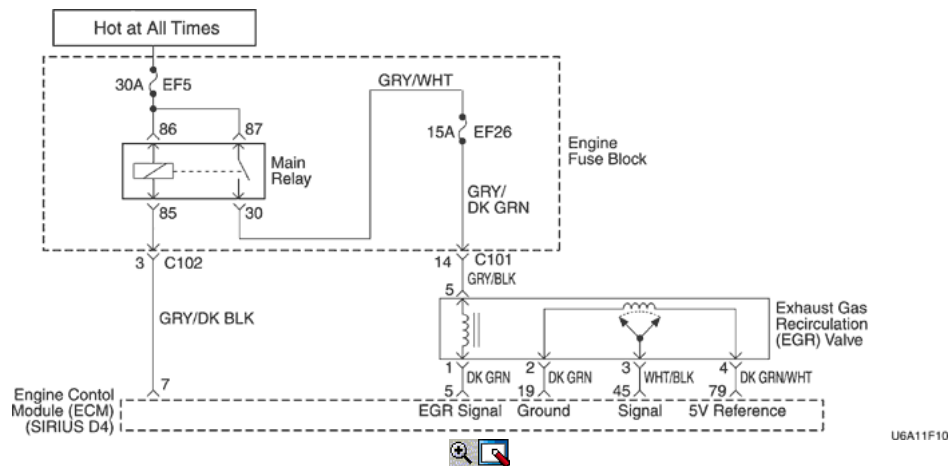 Hot at All Times
30A EF5
GRY/WHT
86 87
15A EF26
Engine
Fuse Block
Main
Relay
GRY/
DK GRN
85 30
3 C102
14 C101
GRY/BLK
5
GRY/DK BLK
Exhaust Gas
Recirculation
(EGR) Valve
1 DK GRN 2 DK GRN 3 WHT/BLK 4 DK GRN/WHT
7 5 19 45 79
Engine Contol
Module (ECM)
(SIRIUS D4)
EGR Signal Ground Signal 5V Reference
U6A11F10